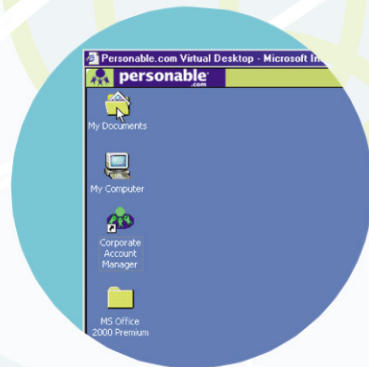 Personable.com Virtual Desktop - Microsoft In
personable
.com
My Documents
My Computer
Corporate
Account
Manager
MS Office
2000 Premium